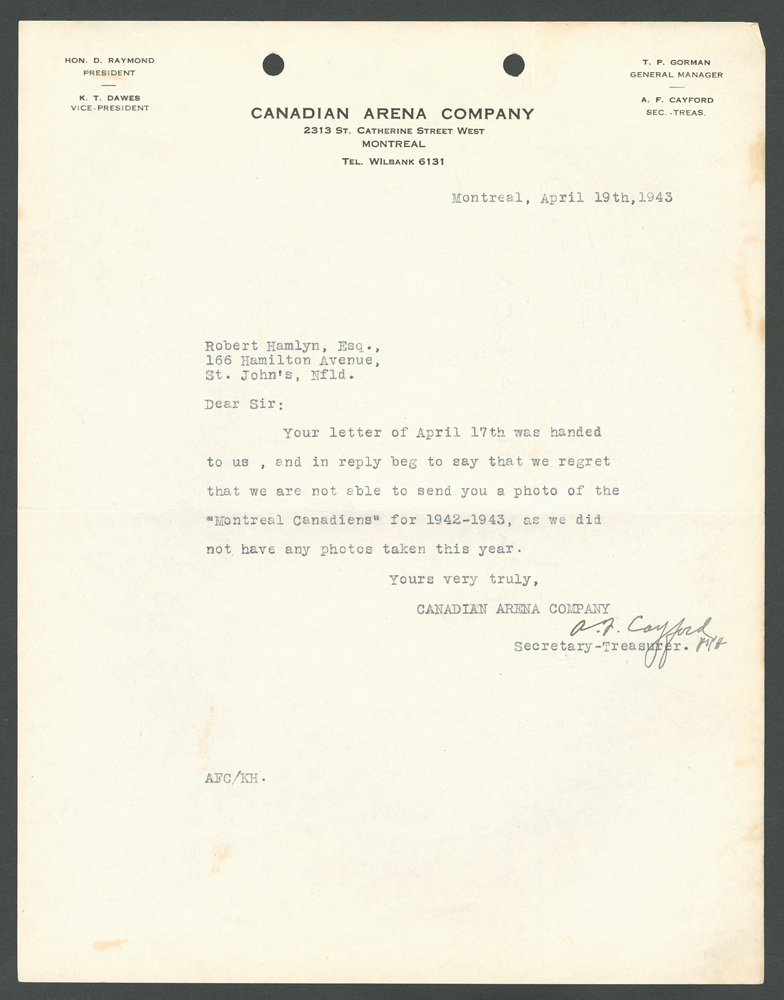 HON. D. RAYMOND
PRESIDENT
K. T. DAWES
VICE-PRESIDENT
T. P. GORMAN
GENERAL MANAGER
A. F. CAYFORD
SEC.-TREAS.
CANADIAN ARENA COMPANY
2313 ST. CATHERINE STREET WEST
MONTREAL
TEL. WILBANK 6131
Montreal, April 19th,1943
Robert Hamlyn, Esq.,
166 Hamilton Avenue,
St. John's, Nfld.
Dear Sir:
Your letter of April 17th was handed
to us , and in reply beg to say that we regret
that we are not able to send you a photo of the
"Montreal Canadiens" for 1942-1943, as we did
not have any photos taken this year.
Yours very truly,
CANADIAN ARENA COMPANY
A. F. Cayford
Secretary-Treasurer.
AFC/KH.